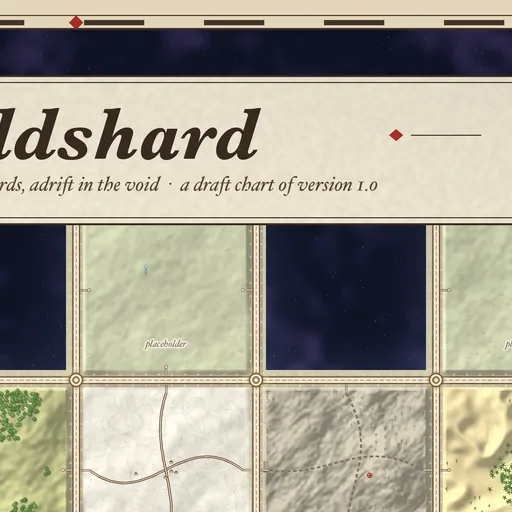 ldshard
rds, adrift in the void · a draft chart of version 1.0
placeholder